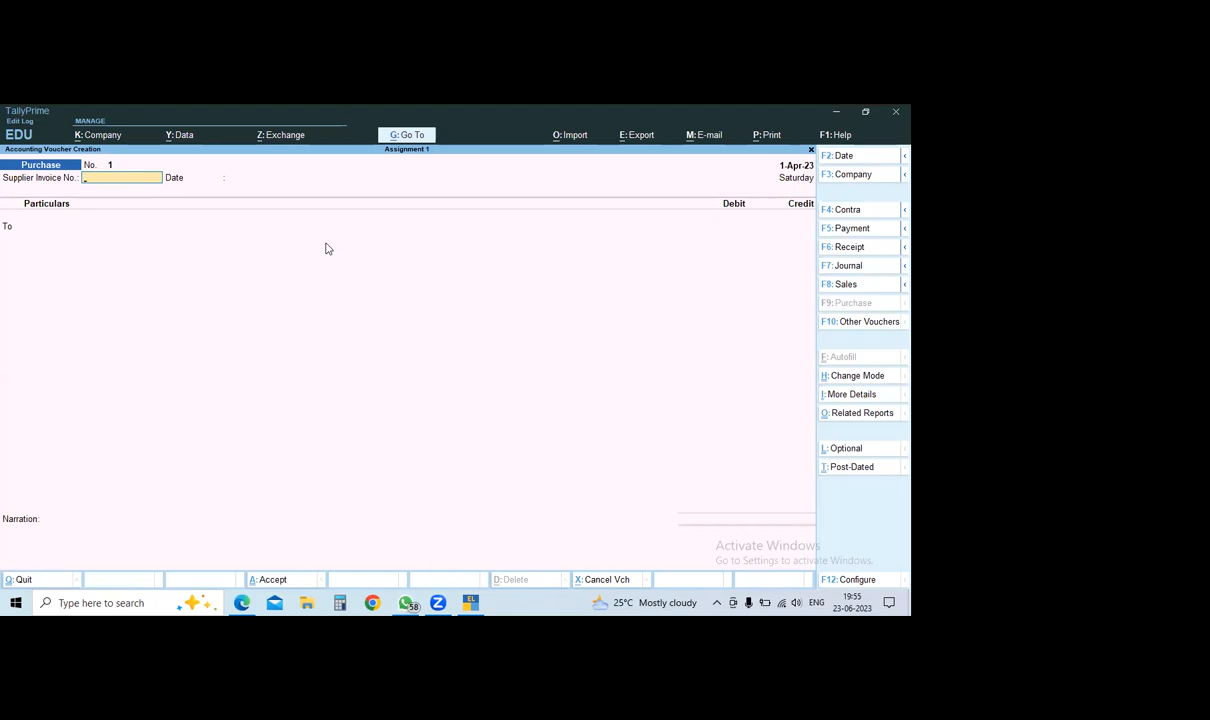 TallyPrime
Edit Log
EDU
MANAGE
K: Company
Y: Data
Z: Exchange
G: Go To
O: Import
E: Export
M: E-mail
P: Print
F1: Help
Accounting Voucher Creation
Assignment 1
Purchase No. 1
1-Apr-23
Supplier Invoice No.: Date :
Saturday
Particulars
Debit
Credit
To
Narration:
F2: Date
F3: Company
F4: Contra
F5: Payment
F6: Receipt
F7: Journal
F8: Sales
F9: Purchase
F10: Other Vouchers
F: Autofill
H: Change Mode
I: More Details
O: Related Reports
L: Optional
T: Post-Dated
Activate Windows
Go to Settings to activate Windows.
Q: Quit
A: Accept
D: Delete
X: Cancel Vch
F12: Configure
Type here to search
58
EL
25°C Mostly cloudy
ENG
19:55
23-06-2023